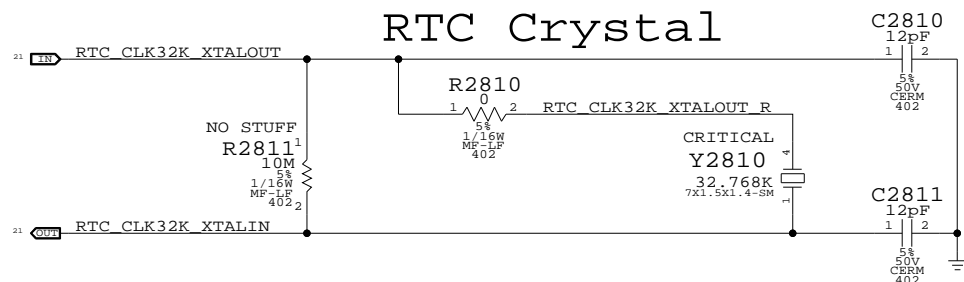 RTC Crystal
C2810
12pF
1 2
5%
50V
CERM
402
21 IN RTC_CLK32K_XTALOUT
R2810
0
1 2
5%
1/16W
MF-LF
402
RTC_CLK32K_XTALOUT_R
NO STUFF
R2811
1
10M
5%
1/16W
MF-LF
402
2
CRITICAL
Y2810
32.768K
7X1.5X1.4-SM
4
1
C2811
12pF
1 2
5%
50V
CERM
402
21 OUT RTC_CLK32K_XTALIN